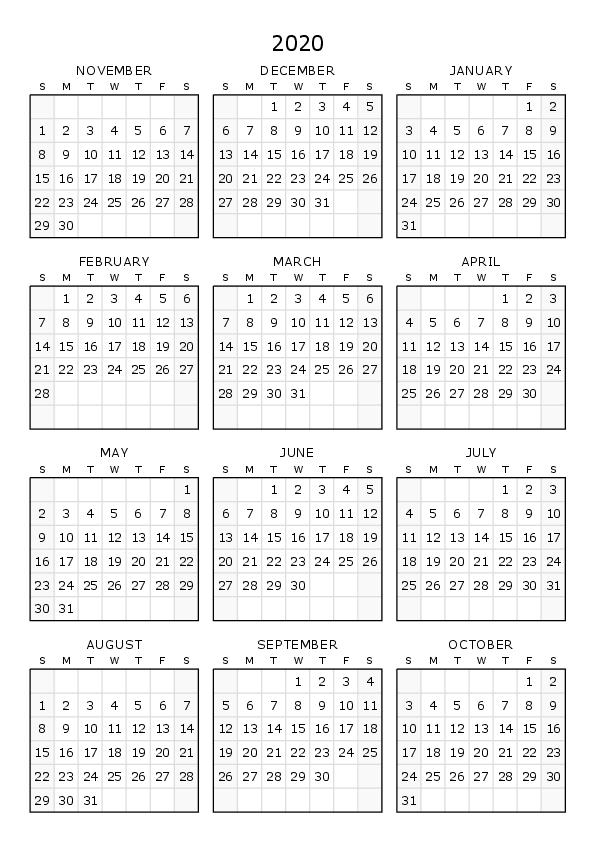 2020
NOVEMBER DECEMBER JANUARY
S M T W T F S S M T W T F S S M T W T F S
1 2 3 4 5 1 2
1 2 3 4 5 6 7 6 7 8 9 10 11 12 3 4 5 6 7 8 9
8 9 10 11 12 13 14 13 14 15 16 17 18 19 10 11 12 13 14 15 16
15 16 17 18 19 20 21 20 21 22 23 24 25 26 17 18 19 20 21 22 23
22 23 24 25 26 27 28 27 28 29 30 31 24 25 26 27 28 29 30
29 30 31
FEBRUARY MARCH APRIL
S M T W T F S S M T W T F S S M T W T F S
1 2 3 4 5 6 1 2 3 4 5 6 1 2 3
7 8 9 10 11 12 13 7 8 9 10 11 12 13 4 5 6 7 8 9 10
14 15 16 17 18 19 20 14 15 16 17 18 19 20 11 12 13 14 15 16 17
21 22 23 24 25 26 27 21 22 23 24 25 26 27 18 19 20 21 22 23 24
28 28 29 30 31 25 26 27 28 29 30
MAY JUNE JULY
S M T W T F S S M T W T F S S M T W T F S
1 1 2 3 4 5 1 2 3
2 3 4 5 6 7 8 6 7 8 9 10 11 12 4 5 6 7 8 9 10
9 10 11 12 13 14 15 13 14 15 16 17 18 19 11 12 13 14 15 16 17
16 17 18 19 20 21 22 20 21 22 23 24 25 26 18 19 20 21 22 23 24
23 24 25 26 27 28 29 27 28 29 30 25 26 27 28 29 30 31
30 31
AUGUST SEPTEMBER OCTOBER
S M T W T F S S M T W T F S S M T W T F S
1 2 3 4 1 2
1 2 3 4 5 6 7 5 6 7 8 9 10 11 3 4 5 6 7 8 9
8 9 10 11 12 13 14 12 13 14 15 16 17 18 10 11 12 13 14 15 16
15 16 17 18 19 20 21 19 20 21 22 23 24 25 17 18 19 20 21 22 23
22 23 24 25 26 27 28 26 27 28 29 30 24 25 26 27 28 29 30
29 30 31 31